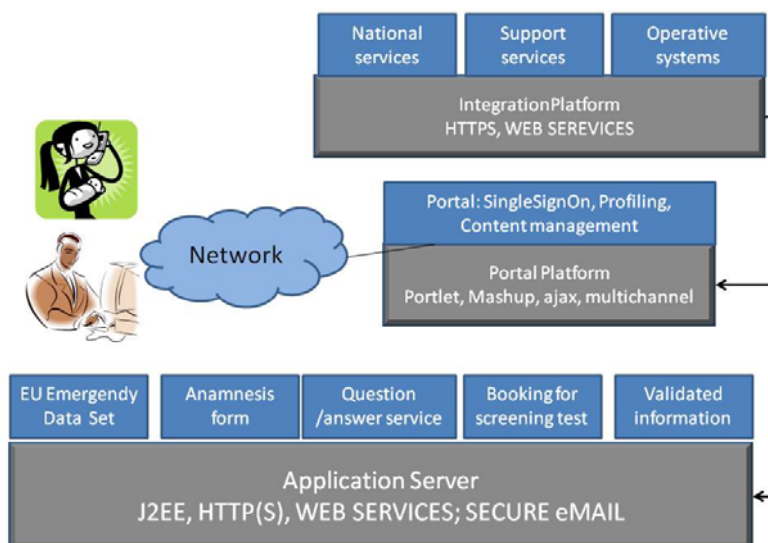 National
services
Support
services
Operative
systems
IntegrationPlatform
HTTPS, WEB SEREVICES
Portal: SingleSignOn, Profiling,
Content management
Network
Portal Platform
Portlet, Mashup, ajax, multichannel
EU Emergendy
Data Set
Anamnesis
form
Question
/answer service
Booking for
screening test
Validated
information
Application Server
J2EE, HTTP(S), WEB SERVICES; SECURE eMAIL